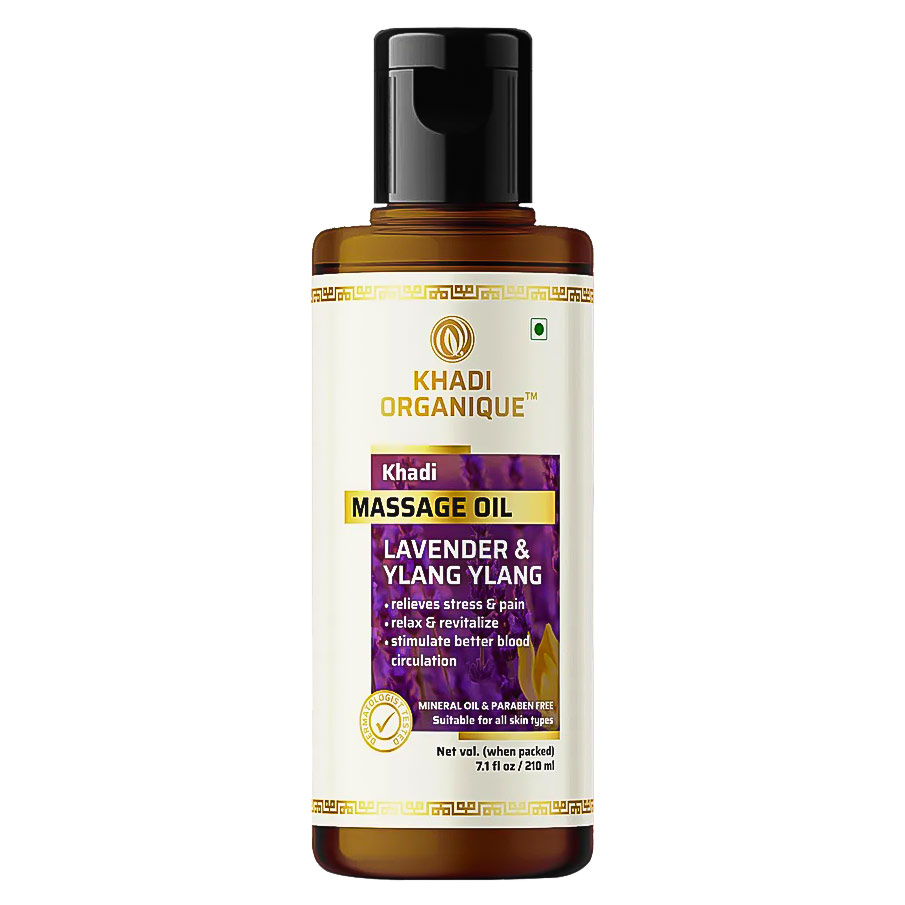 KHADI
ORGANIQUE™
Khadi
MASSAGE OIL
LAVENDER &
YLANG YLANG
• relieves stress & pain
• relax & revitalize
• stimulate better blood
circulation
MINERAL OIL & PARABEN FREE
Suitable for all skin types
DERMATOLOGIST TESTED
Net vol. (when packed)
7.1 fl oz / 210 ml